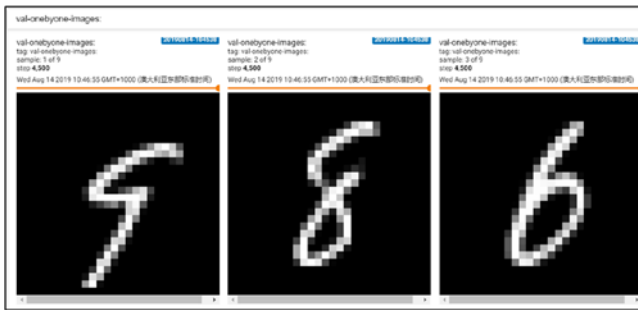 val-onebyone-images:
val-onebyone-images:
tag: val-onebyone-images:
sample: 1 of 9
step 4,500
Wed Aug 14 2019 10:46:55 GMT+1000 (澳大利亚东部标准时间)
val-onebyone-images:
tag: val-onebyone-images:
sample: 2 of 9
step 4,500
Wed Aug 14 2019 10:46:55 GMT+1000 (澳大利亚东部标准时间)
val-onebyone-images:
tag: val-onebyone-images:
sample: 3 of 9
step 4,500
Wed Aug 14 2019 10:46:55 GMT+1000 (澳大利亚东部标准时间)
5
8
6